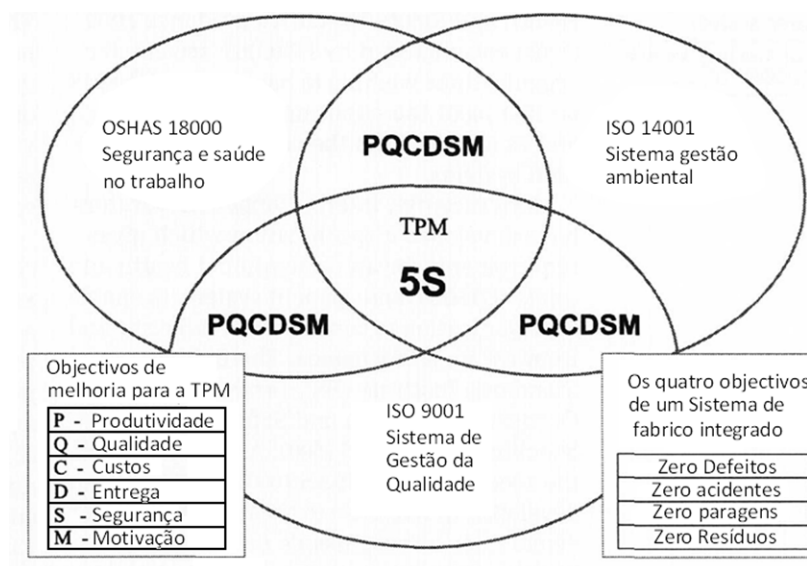 OSHAS 18000
Segurança e saúde
no trabalho
PQCDSM
ISO 14001
Sistema gestão
ambiental
TPM
5S
PQCDSM
PQCDSM
Objectivos de
melhoria para a TPM
P - Produtividade
Q - Qualidade
C - Custos
D - Entrega
S - Segurança
M - Motivação
ISO 9001
Sistema de
Gestão da
Qualidade
Os quatro objectivos
de um Sistema de
fabrico integrado
Zero Defeitos
Zero acidentes
Zero paragens
Zero Resíduos